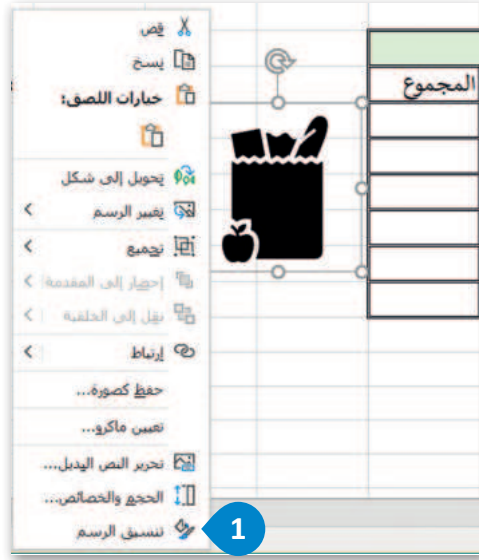 قص
نسخ
خيارات اللصق:
تحويل إلى شكل
تغيير الرسم
تجميع
إحضار إلى المقدمة
نقل إلى الخلفية
ارتباط
حفظ كصورة...
تعيين ماكرو...
تحرير النص البديل...
الحجم والخصائص...
تنسيق الرسم
1
المجموع